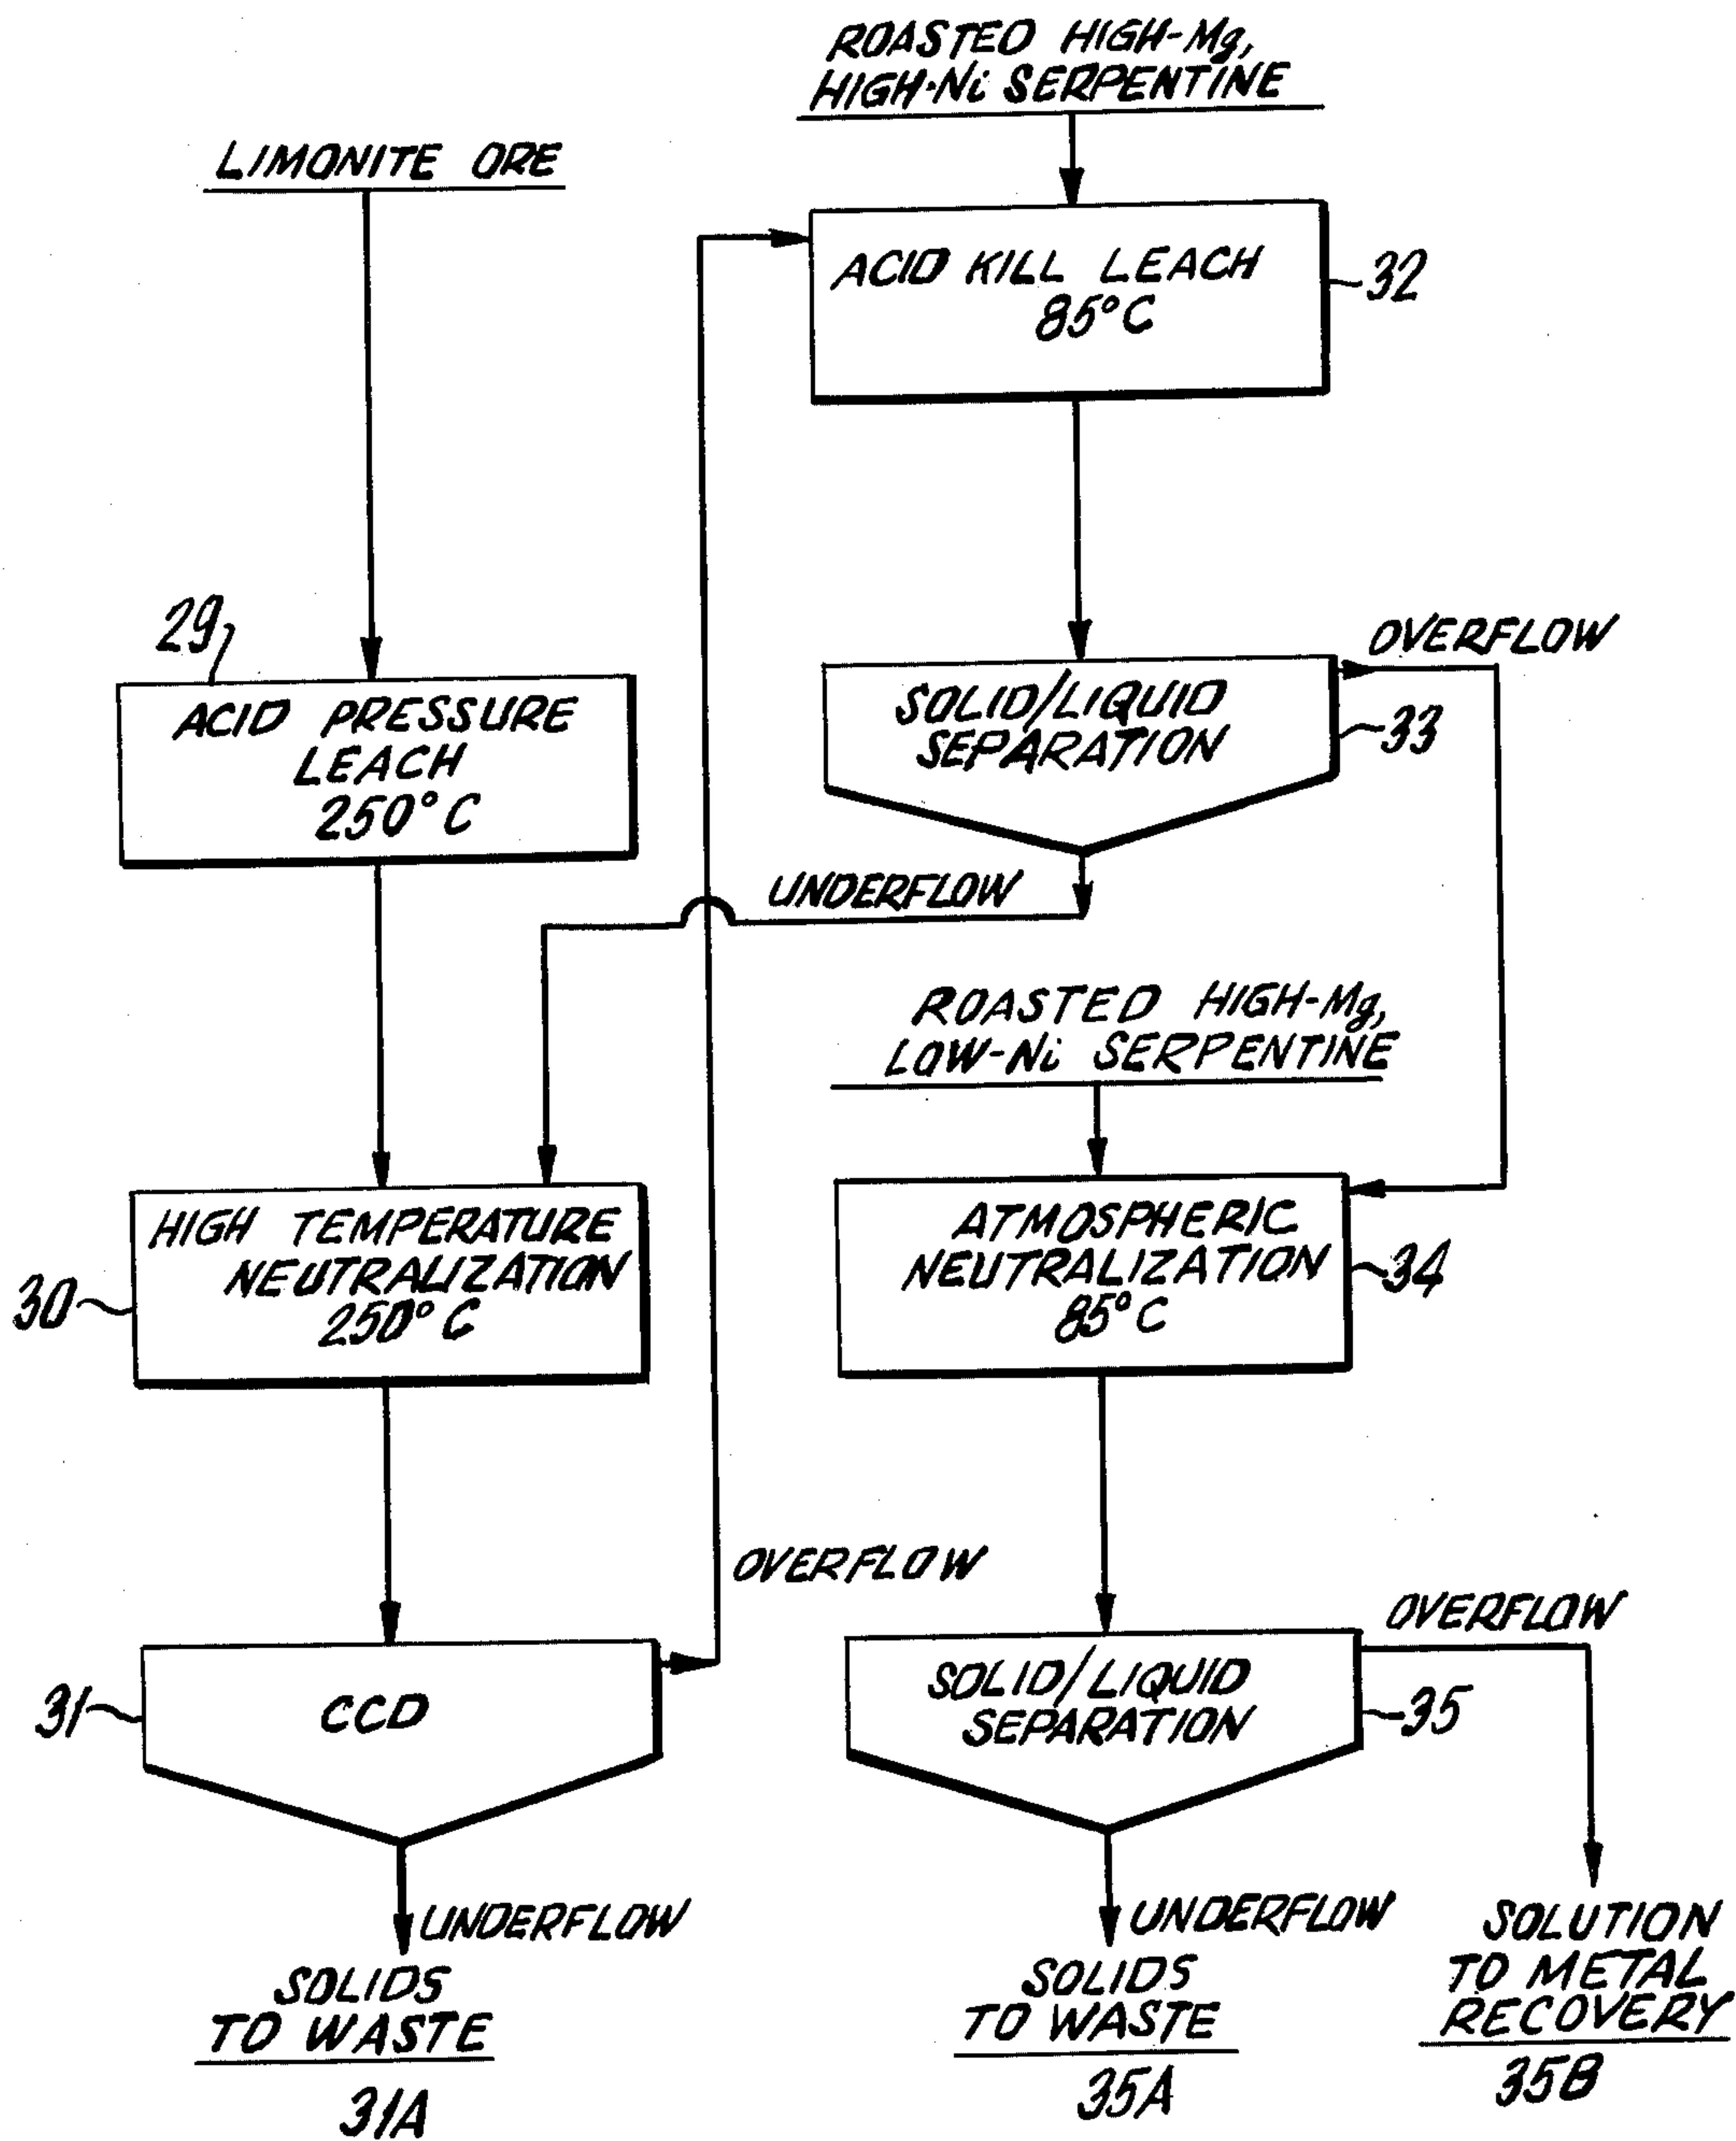 ROASTED HIGH-Mg,
HIGH-Ni SERPENTINE
LIMONITE ORE
ACID KILL LEACH
85°C
32
29
ACID PRESSURE
LEACH
250°C
OVERFLOW
SOLID/LIQUID
SEPARATION
33
UNDERFLOW
ROASTED HIGH-Mg,
LOW-Ni SERPENTINE
HIGH TEMPERATURE
NEUTRALIZATION
250°C
30
ATMOSPHERIC
NEUTRALIZATION
85°C
34
OVERFLOW
CCD
31
OVERFLOW
SOLID/LIQUID
SEPARATION
35
UNDERFLOW
SOLIDS
TO WASTE
31A
UNDERFLOW
SOLIDS
TO WASTE
35A
SOLUTION
TO METAL
RECOVERY
35B